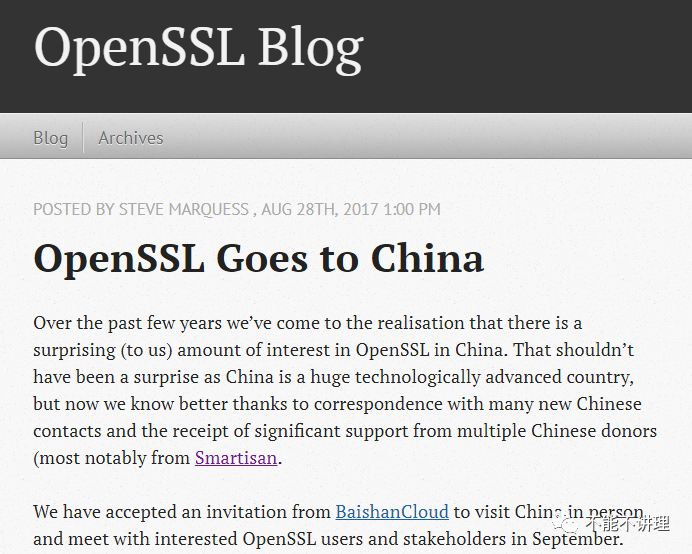 OpenSSL Blog
Blog
Archives
POSTED BY STEVE MARQUESS , AUG 28TH, 2017 1:00 PM
OpenSSL Goes to China
Over the past few years we’ve come to the realisation that there is a
surprising (to us) amount of interest in OpenSSL in China. That shouldn’t
have been a surprise as China is a huge technologically advanced country,
but now we know better thanks to correspondence with many new Chinese
contacts and the receipt of significant support from multiple Chinese donors
(most notably from Smartisan.
We have accepted an invitation from BaishanCloud to visit China in person
and meet with interested OpenSSL users and stakeholders in September.
不能不讲理